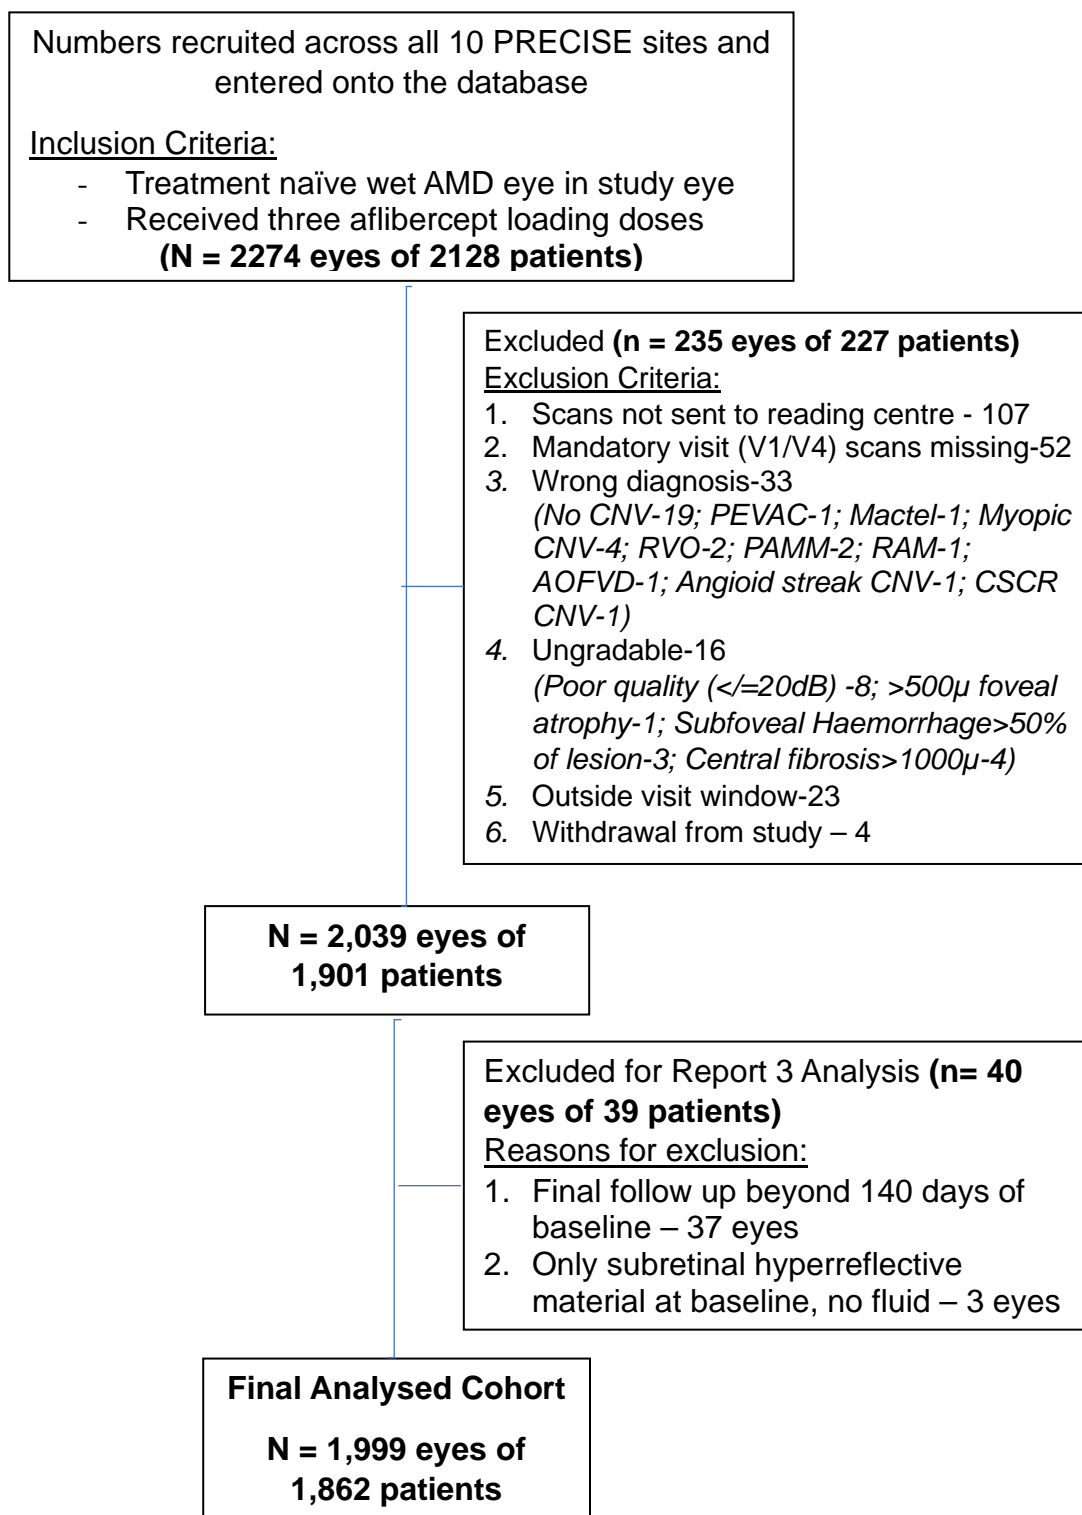 Numbers recruited across all 10 PRECISE sites and
entered onto the database
Inclusion Criteria:
- Treatment naïve wet AMD eye in study eye
- Received three aflibercept loading doses
(N = 2274 eyes of 2128 patients)
Excluded (n = 235 eyes of 227 patients)
Exclusion Criteria:
1. Scans not sent to reading centre - 107
2. Mandatory visit (V1/V4) scans missing-52
3. Wrong diagnosis-33
(No CNV-19; PEVAC-1; Mactel-1; Myopic
CNV-4; RVO-2; PAMM-2; RAM-1;
AOFVD-1; Angioid streak CNV-1; CSCR
CNV-1)
4. Ungradable-16
(Poor quality (</=20dB) -8; >500µ foveal
atrophy-1; Subfoveal Haemorrhage>50%
of lesion-3; Central fibrosis>1000µ-4)
5. Outside visit window-23
6. Withdrawal from study – 4
N = 2,039 eyes of
1,901 patients
Excluded for Report 3 Analysis (n= 40
eyes of 39 patients)
Reasons for exclusion:
1. Final follow up beyond 140 days of
baseline – 37 eyes
2. Only subretinal hyperreflective
material at baseline, no fluid – 3 eyes
Final Analysed Cohort
N = 1,999 eyes of
1,862 patients